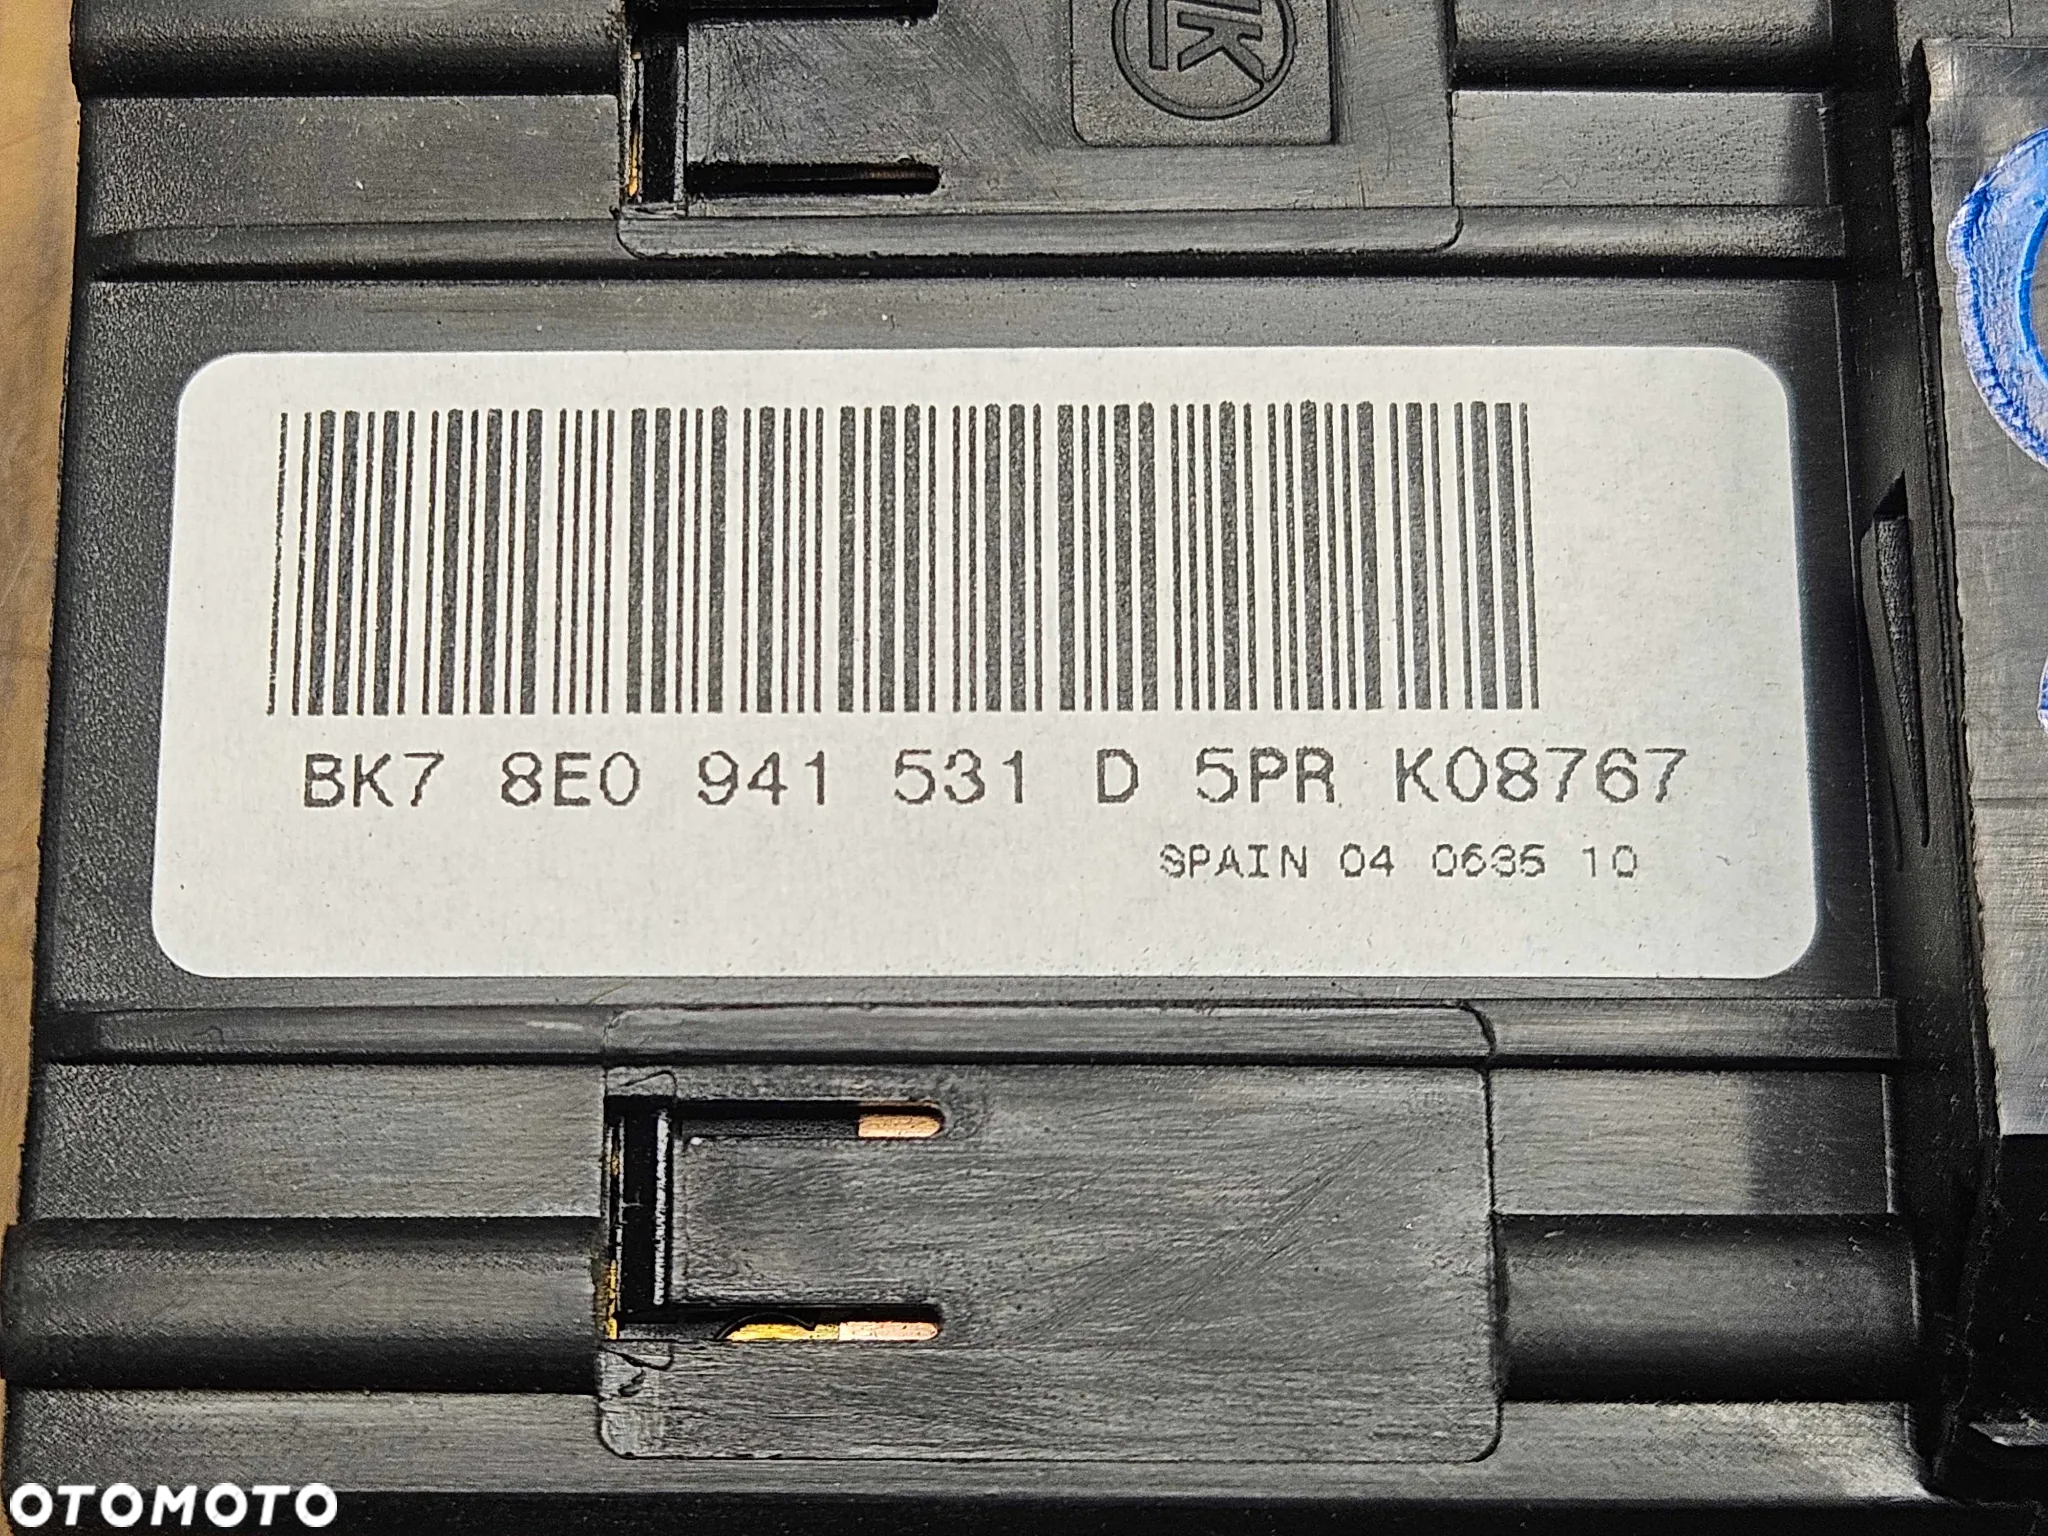 BK7 8E0 941 531 D 5PR K08767
SPAIN 04 0635 10
OTOMOTO